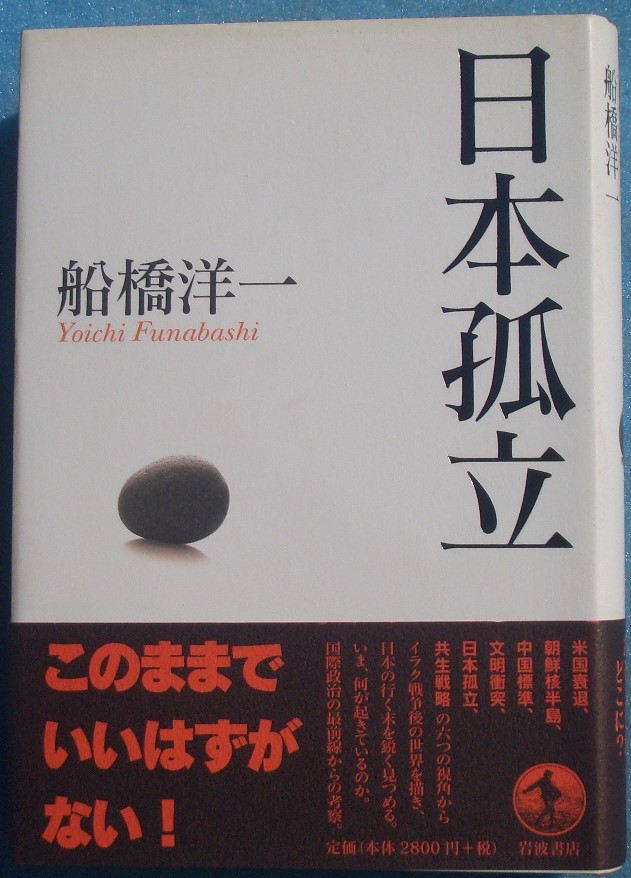 日本孤立
船橋洋一
Yoichi Funabashi
船橋洋一
このままで
いいはずが
ない！
米国衰退、
朝鮮核半島、
中国標準、
文明衝突、
日本孤立、
共生戦略の六つの視角から
イラク戦争後の世界を描き、
日本の行く末を鋭く見つめる。
いま、何が起きているのか。
国際政治の最前線からの考察。
定価(本体 2800 円＋税)
岩波書店